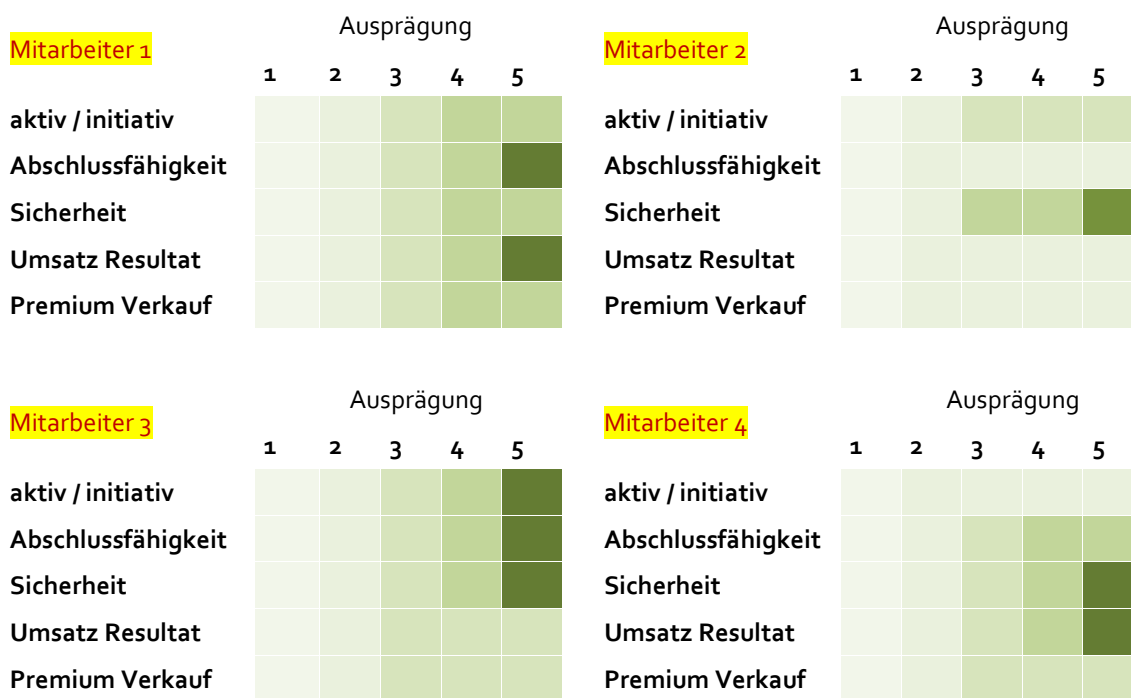 Ausprägung
Mitarbeiter 1
1 2 3 4 5
aktiv / initiativ
Abschlussfähigkeit
Sicherheit
Umsatz Resultat
Premium Verkauf
Ausprägung
Mitarbeiter 2
1 2 3 4 5
aktiv / initiativ
Abschlussfähigkeit
Sicherheit
Umsatz Resultat
Premium Verkauf
Ausprägung
Mitarbeiter 3
1 2 3 4 5
aktiv / initiativ
Abschlussfähigkeit
Sicherheit
Umsatz Resultat
Premium Verkauf
Ausprägung
Mitarbeiter 4
1 2 3 4 5
aktiv / initiativ
Abschlussfähigkeit
Sicherheit
Umsatz Resultat
Premium Verkauf